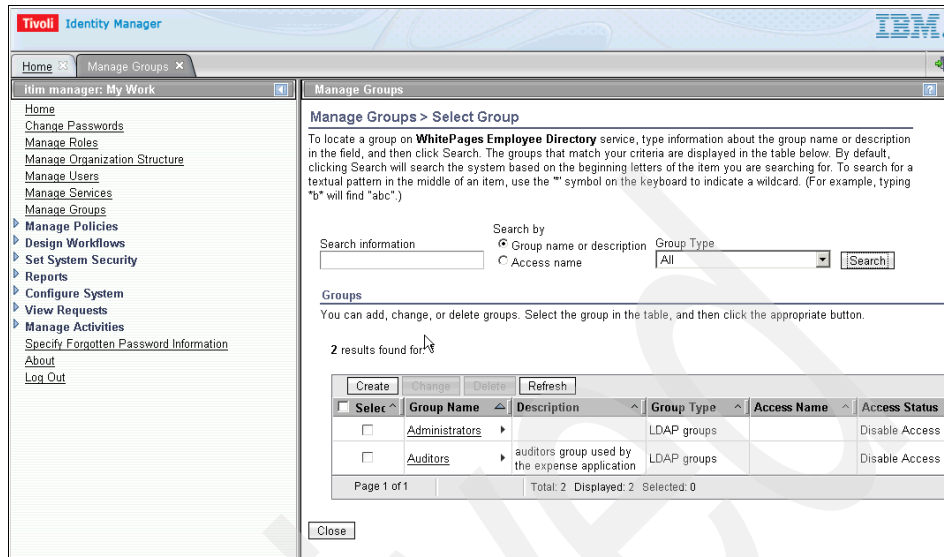 Tivoli Identity Manager
IBM.
Home
Manage Groups
itim manager: My Work
Home
Change Passwords
Manage Roles
Manage Organization Structure
Manage Users
Manage Services
Manage Groups
Manage Policies
Design Workflows
Set System Security
Reports
Configure System
View Requests
Manage Activities
Specify Forgotten Password Information
About
Log Out
Manage Groups
?
Manage Groups > Select Group
To locate a group on WhitePages Employee Directory service, type information about the group name or description
in the field, and then click Search. The groups that match your criteria are displayed in the table below. By default,
clicking Search will search the system based on the beginning letters of the item you are searching for. To search for a
textual pattern in the middle of an item, use the "*" symbol on the keyboard to indicate a wildcard. (For example, typing
*b* will find "abc".)
Search information
Search by
Group name or description
Access name
Group Type
All
Search
Groups
You can add, change, or delete groups. Select the group in the table, and then click the appropriate button.
2 results found for:
Create Change Delete Refresh
Selec Group Name Description Group Type Access Name Access Status
Administrators LDAP groups Disable Access
Auditors auditors group used by the expense application LDAP groups Disable Access
Page 1 of 1 Total: 2 Displayed: 2 Selected: 0
Close